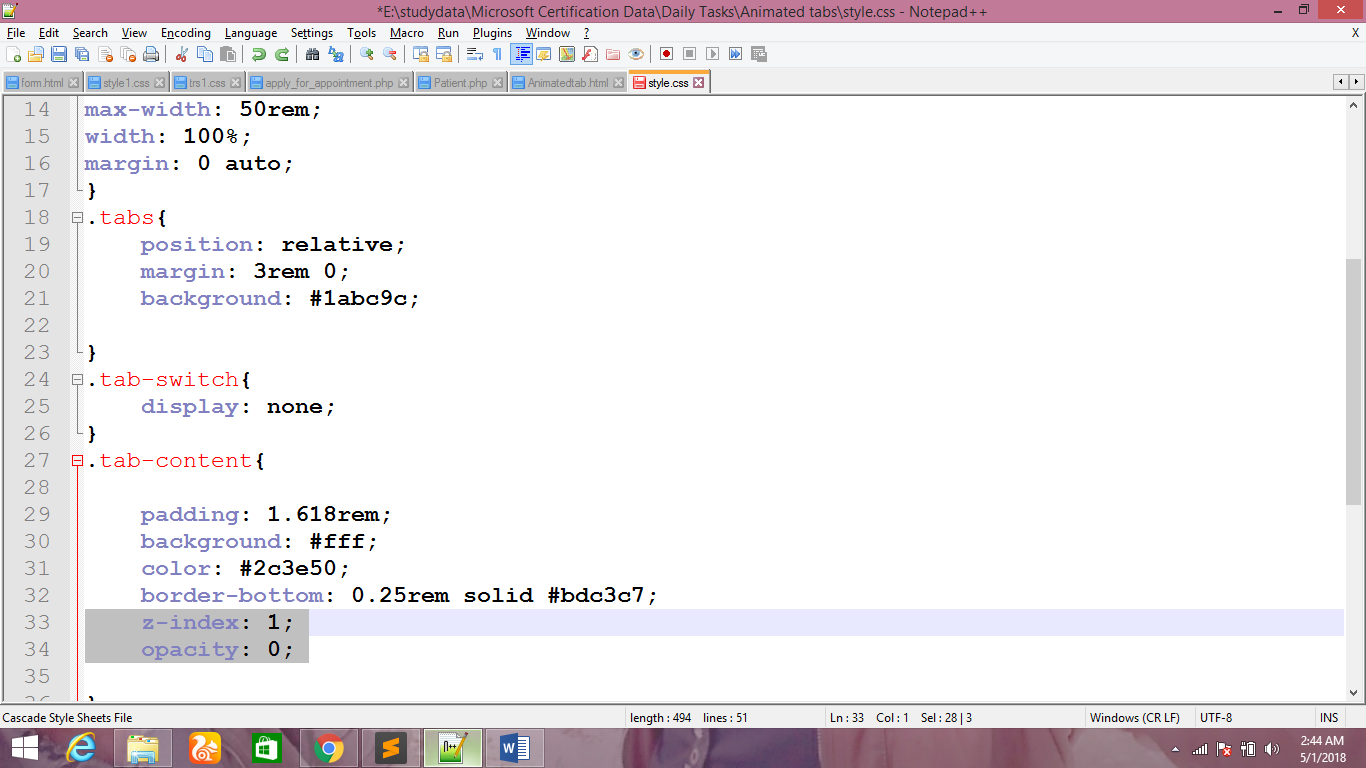 *E:\studydata\Microsoft Certification Data\Daily Tasks\Animated tabs\style.css - Notepad++
File Edit Search View Encoding Language Settings Tools Macro Run Plugins Window ? X
form.html style1.css trs1.css apply_for_appointment.php Patient.php Animatedtab.html style.css
14 max-width: 50rem;
15 width: 100%;
16 margin: 0 auto;
17 }
18 .tabs{
19 position: relative;
20 margin: 3rem 0;
21 background: #1abc9c;
22
23 }
24 .tab-switch{
25 display: none;
26 }
27 .tab-content{
28
29 padding: 1.618rem;
30 background: #fff;
31 color: #2c3e50;
32 border-bottom: 0.25rem solid #bdc3c7;
33 z-index: 1;
34 opacity: 0;
35
Cascade Style Sheets File length : 494 lines : 51 Ln : 33 Col : 1 Sel : 28 | 3 Windows (CR LF) UTF-8 INS
2:44 AM
5/1/2018